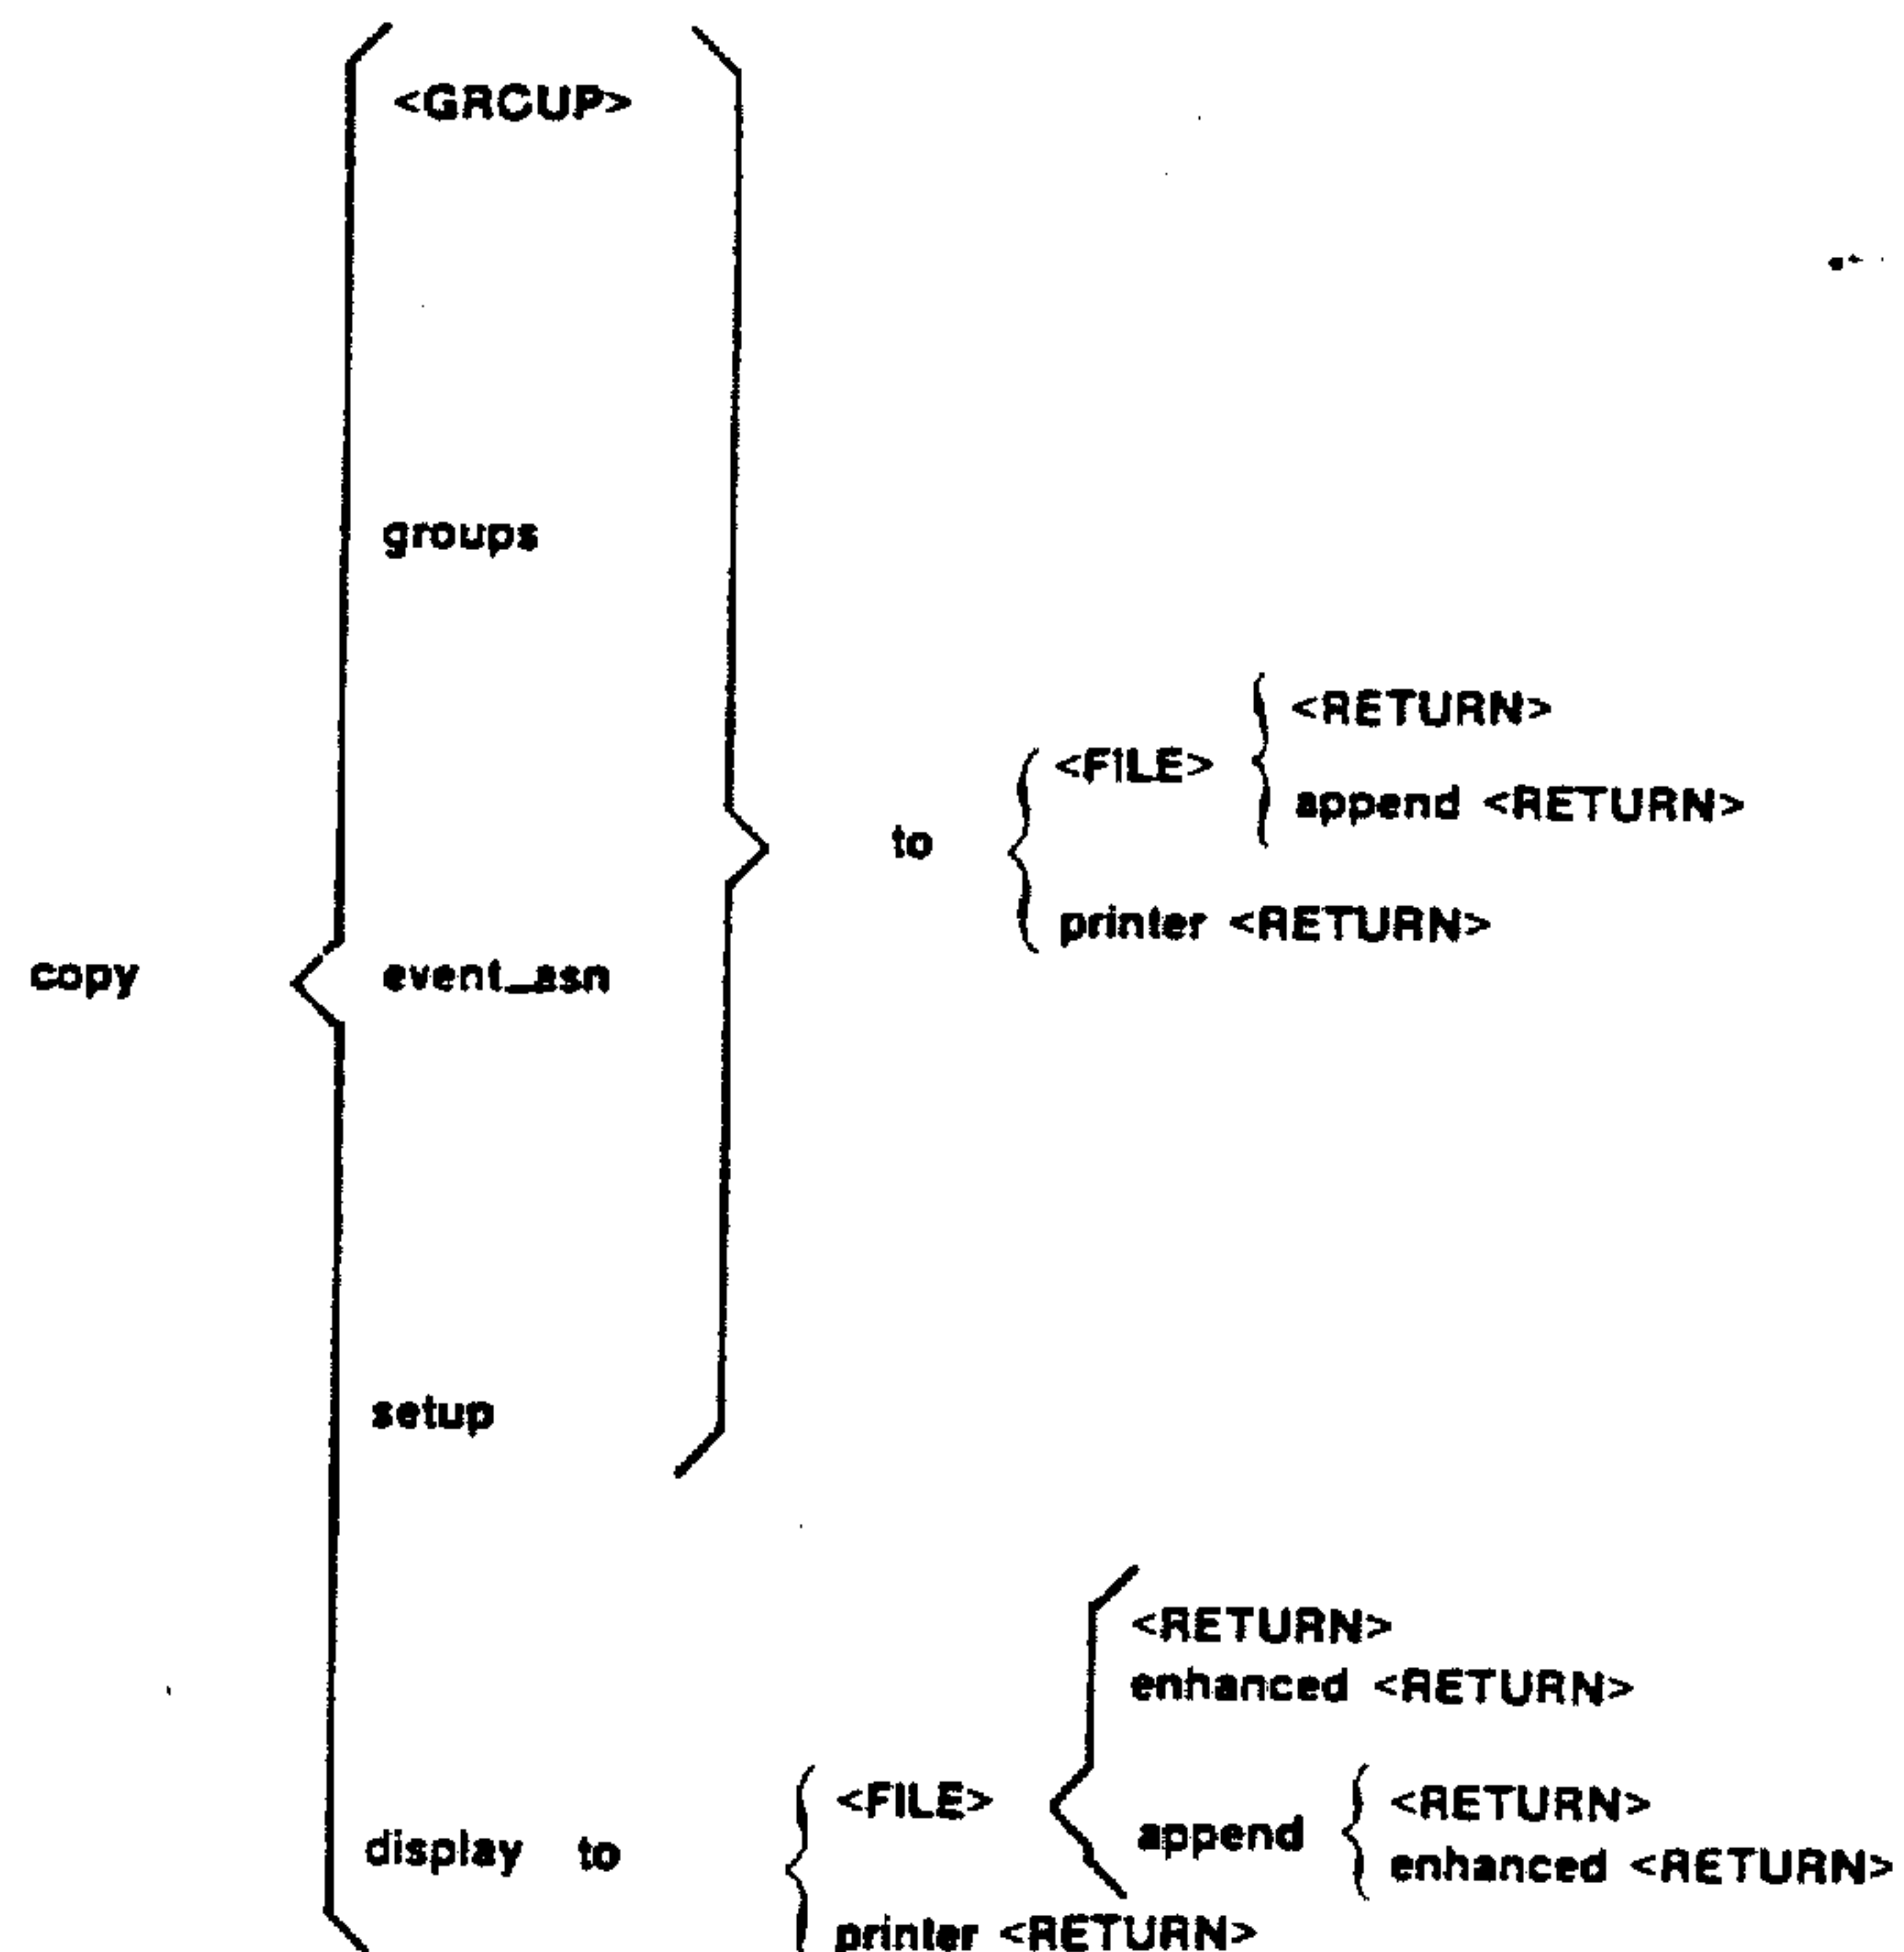 <GROUP>
groups
<RETURN>
<FILE>
append <RETURN>
to
printer <RETURN>
copy
event_asn
setup
<RETURN>
enhanced <RETURN>
<FILE>
<RETURN>
append
display to
enhanced <RETURN>
printer <RETURN>